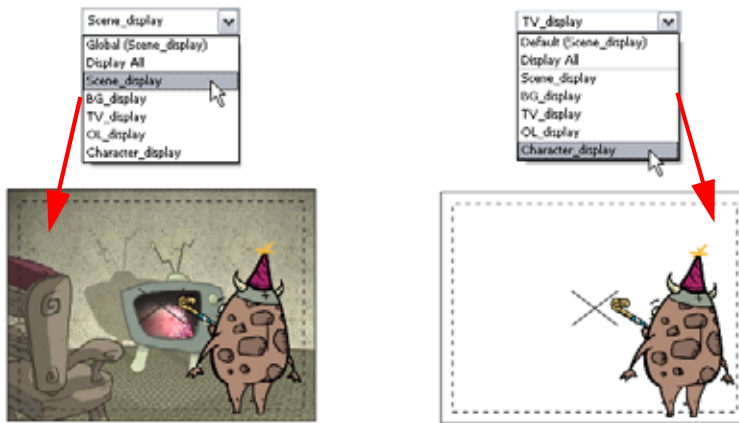 Scene_display
Global (Scene_display)
Display All
Scene_display
BG_display
TV_display
OL_display
Character_display
TV_display
Default (Scene_display)
Display All
Scene_display
BG_display
TV_display
OL_display
Character_display